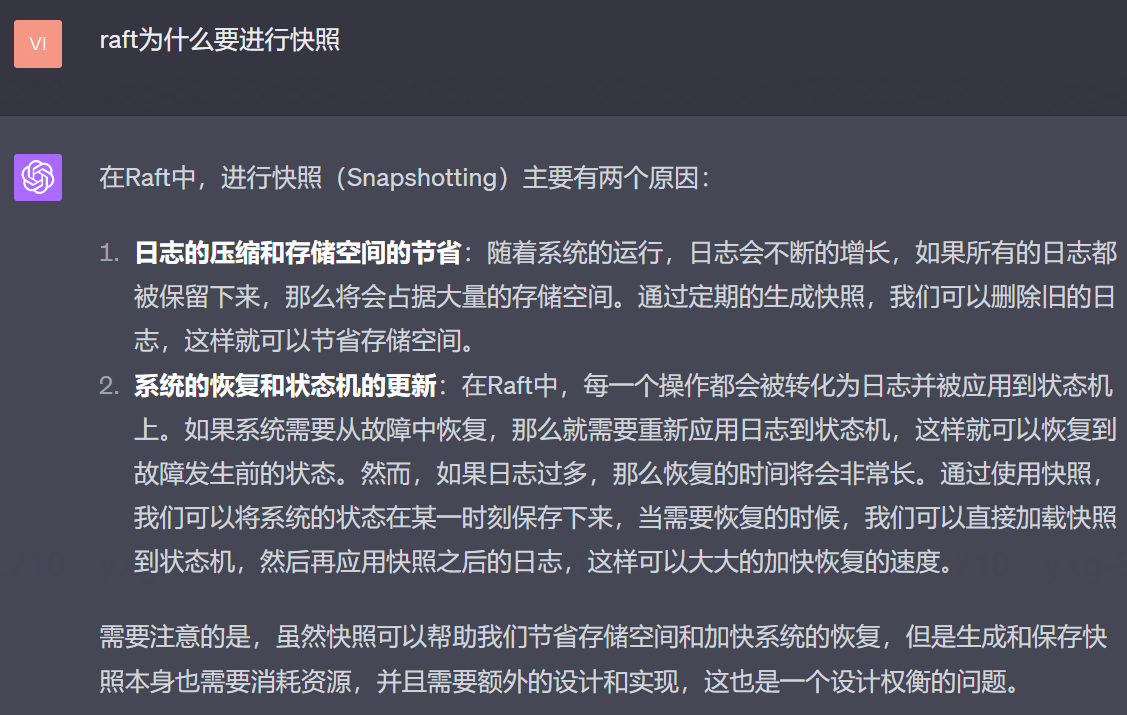 VI
raft为什么要进行快照
在Raft中，进行快照（Snapshotting）主要有两个原因：
1. 日志的压缩和存储空间的节省：随着系统的运行，日志会不断的增长，如果所有的日志都
被保留下来，那么将会占据大量的存储空间。通过定期的生成快照，我们可以删除旧的日
志，这样就可以节省存储空间。
2. 系统的恢复和状态机的更新：在Raft中，每一个操作都会被转化为日志并被应用到状态机
上。如果系统需要从故障中恢复，那么就需要重新应用日志到状态机，这样就可以恢复到
故障发生前的状态。然而，如果日志过多，那么恢复的时间将会非常长。通过使用快照，
我们可以将系统的状态在某一时刻保存下来，当需要恢复的时候，我们可以直接加载快照
到状态机，然后再应用快照之后的日志，这样可以大大的加快恢复的速度。
需要注意的是，虽然快照可以帮助我们节省存储空间和加快系统的恢复，但是生成和保存快
照本身也需要消耗资源，并且需要额外的设计和实现，这也是一个设计权衡的问题。